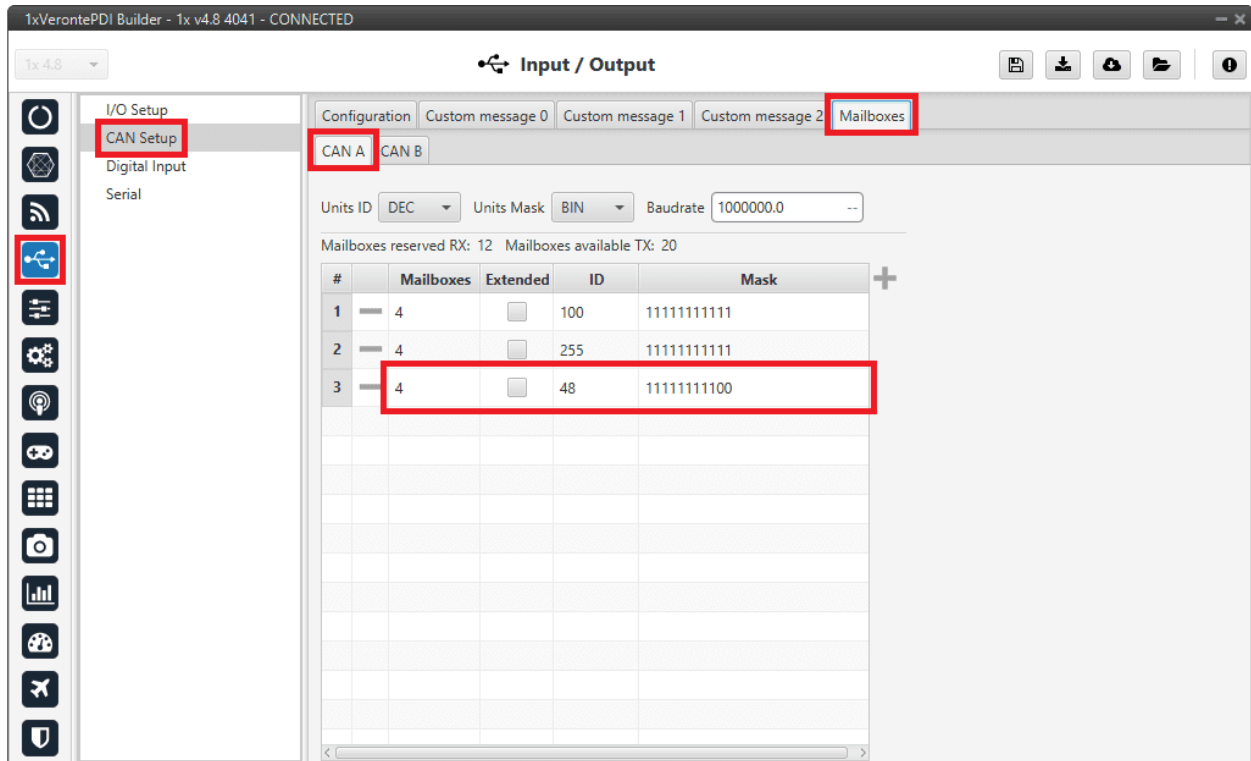 1xVerontePDI Builder - 1x v4.8 4041 - CONNECTED
1x 4.8
Input / Output
I/O Setup
CAN Setup
Digital Input
Serial
Configuration Custom message 0 Custom message 1 Custom message 2 Mailboxes
CAN A CAN B
Units ID DEC Units Mask BIN Baudrate 1000000.0 --
Mailboxes reserved RX: 12 Mailboxes available TX: 20
# Mailboxes Extended ID Mask
1 4 100 11111111111
2 4 255 11111111111
3 4 48 11111111100